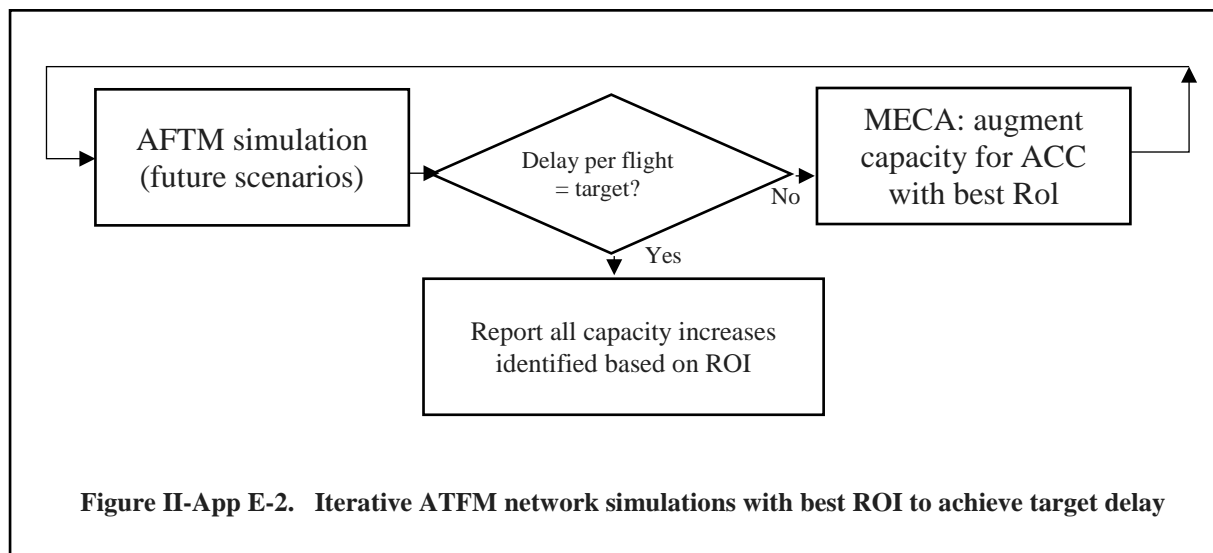 AFTM simulation
(future scenarios)
Delay per flight
= target?
No
MECA: augment
capacity for ACC
with best RoI
Yes
Report all capacity increases
identified based on ROI
Figure II-App E-2. Iterative ATFM network simulations with best ROI to achieve target delay